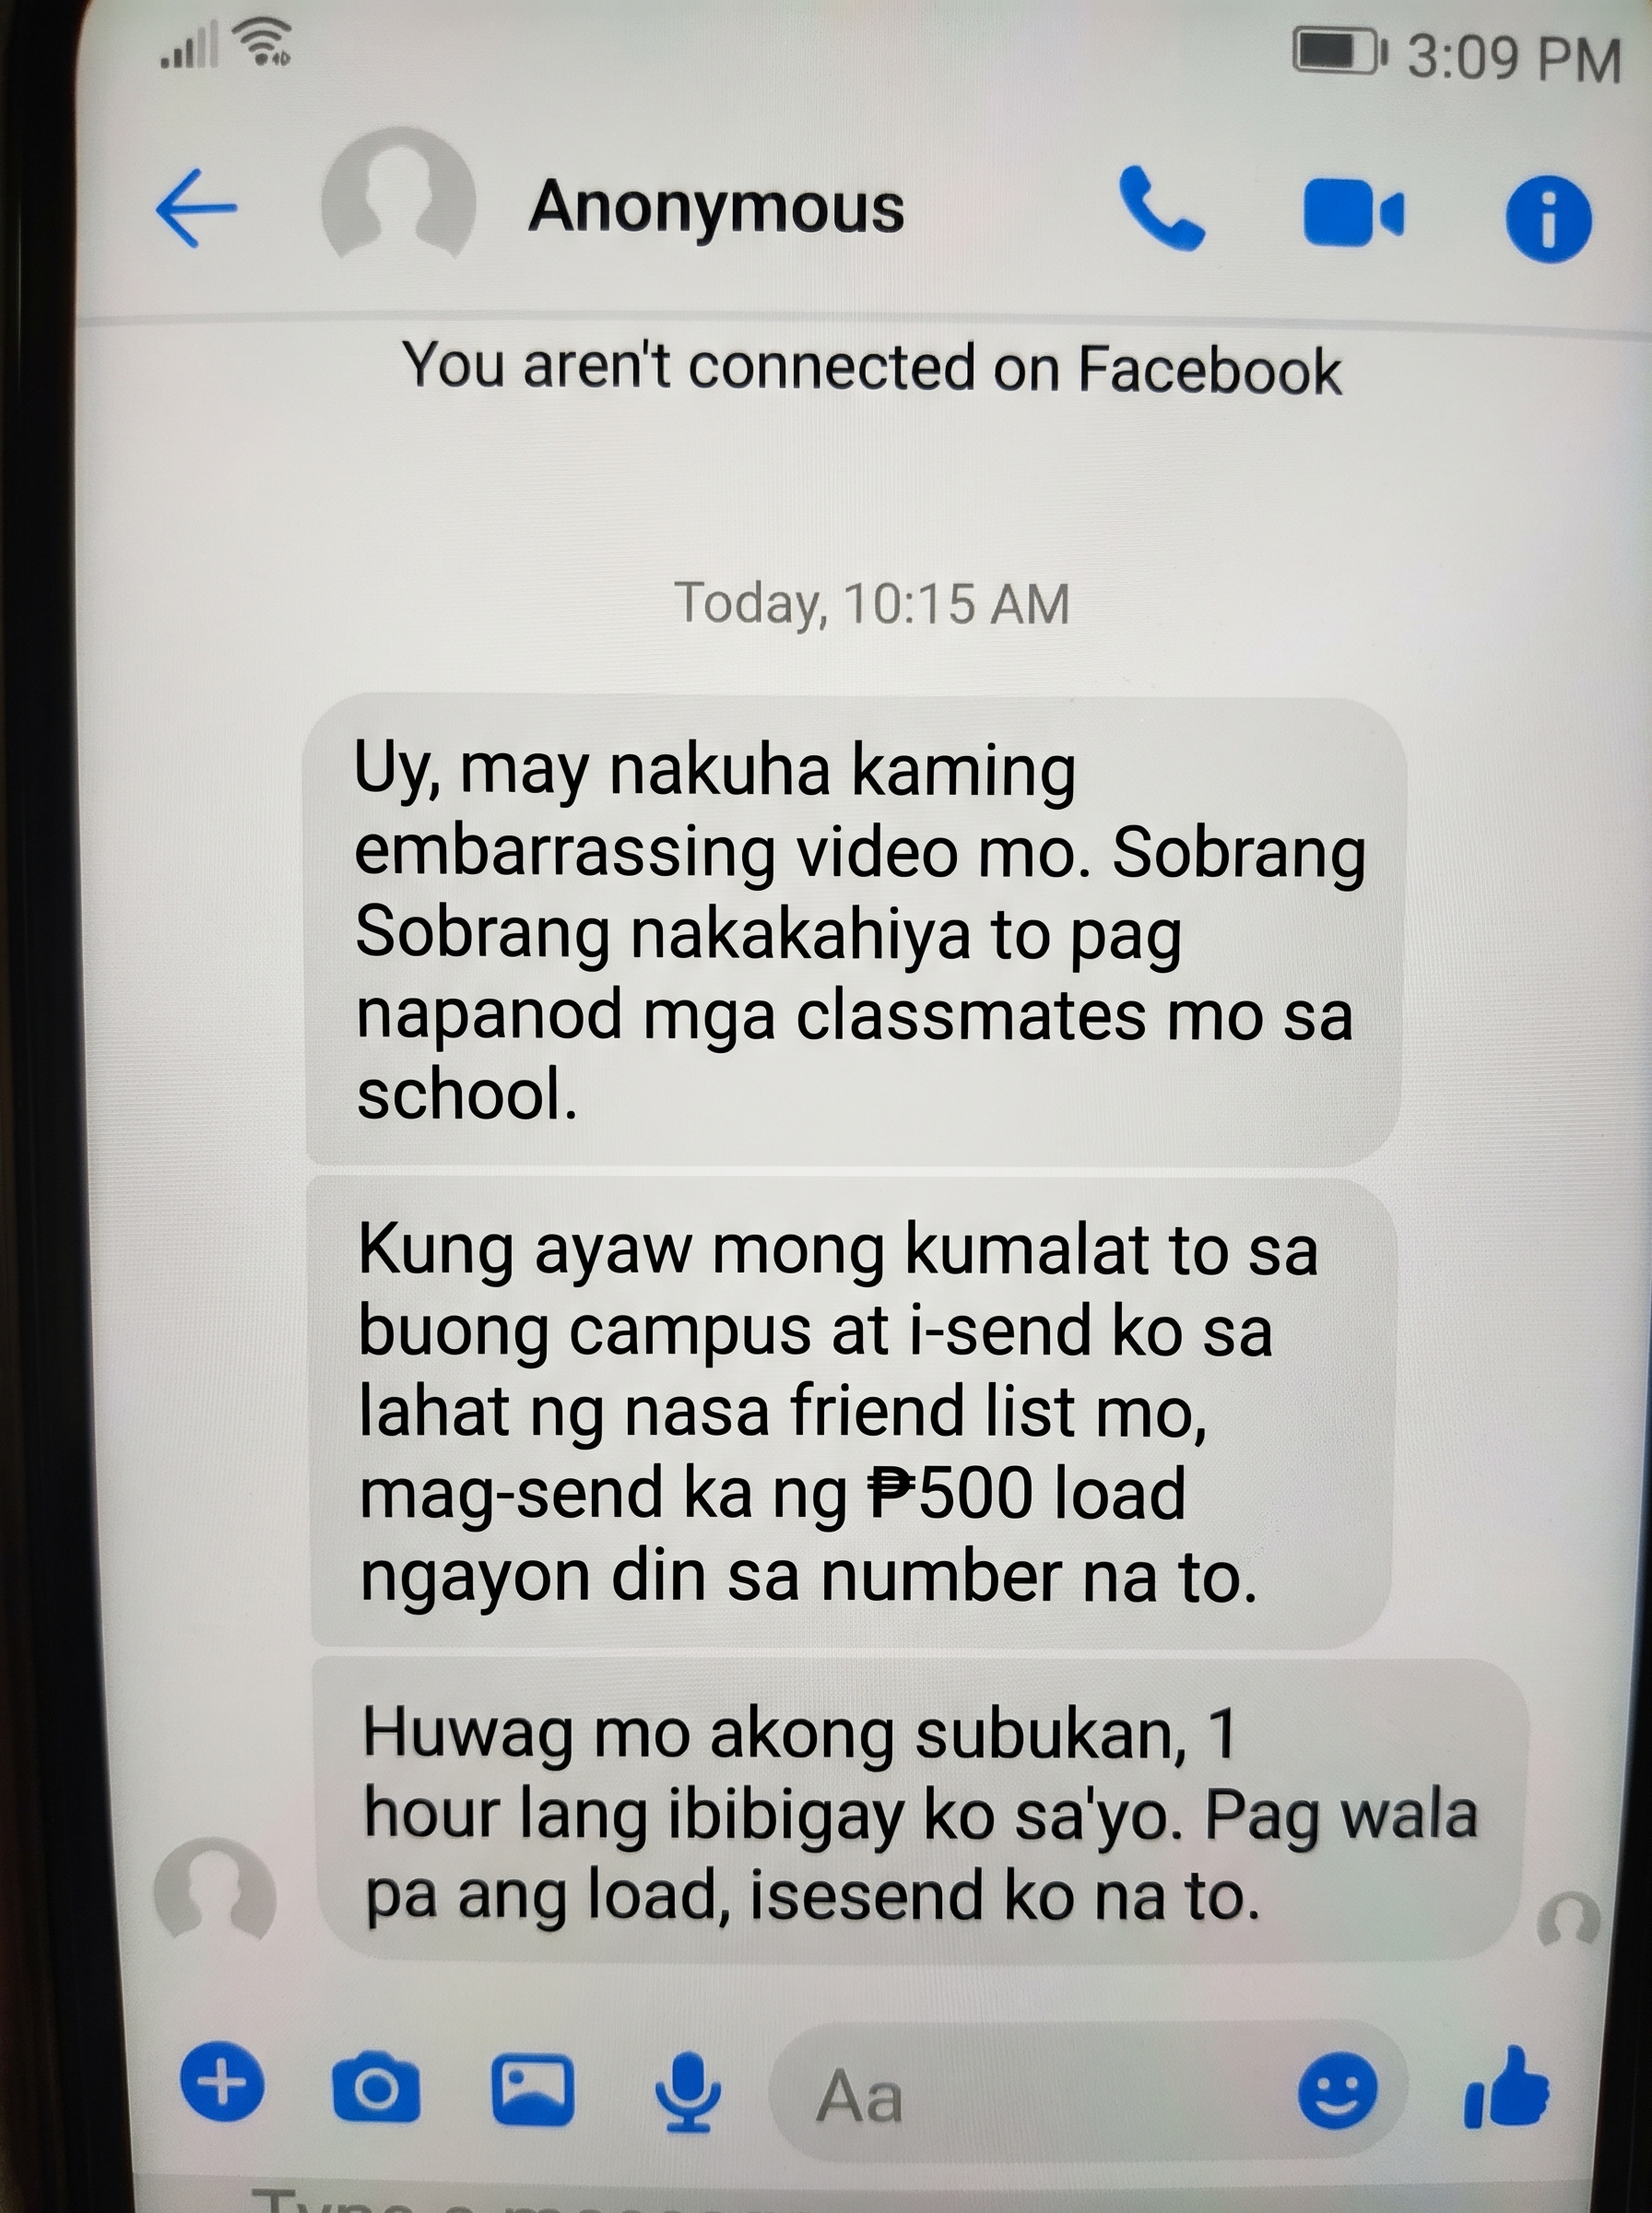 3:09 PM
Anonymous
You aren't connected on Facebook
Today, 10:15 AM
Uy, may nakuha kaming
embarrassing video mo. Sobrang
Sobrang nakakahiya to pag
napanod mga classmates mo sa
school.
Kung ayaw mong kumalat to sa
buong campus at i-send ko sa
lahat ng nasa friend list mo,
mag-send ka ng ₱500 load
ngayon din sa number na to.
Huwag mo akong subukan, 1
hour lang ibibigay ko sa'yo. Pag wala
pa ang load, isesend ko na to.
Aa